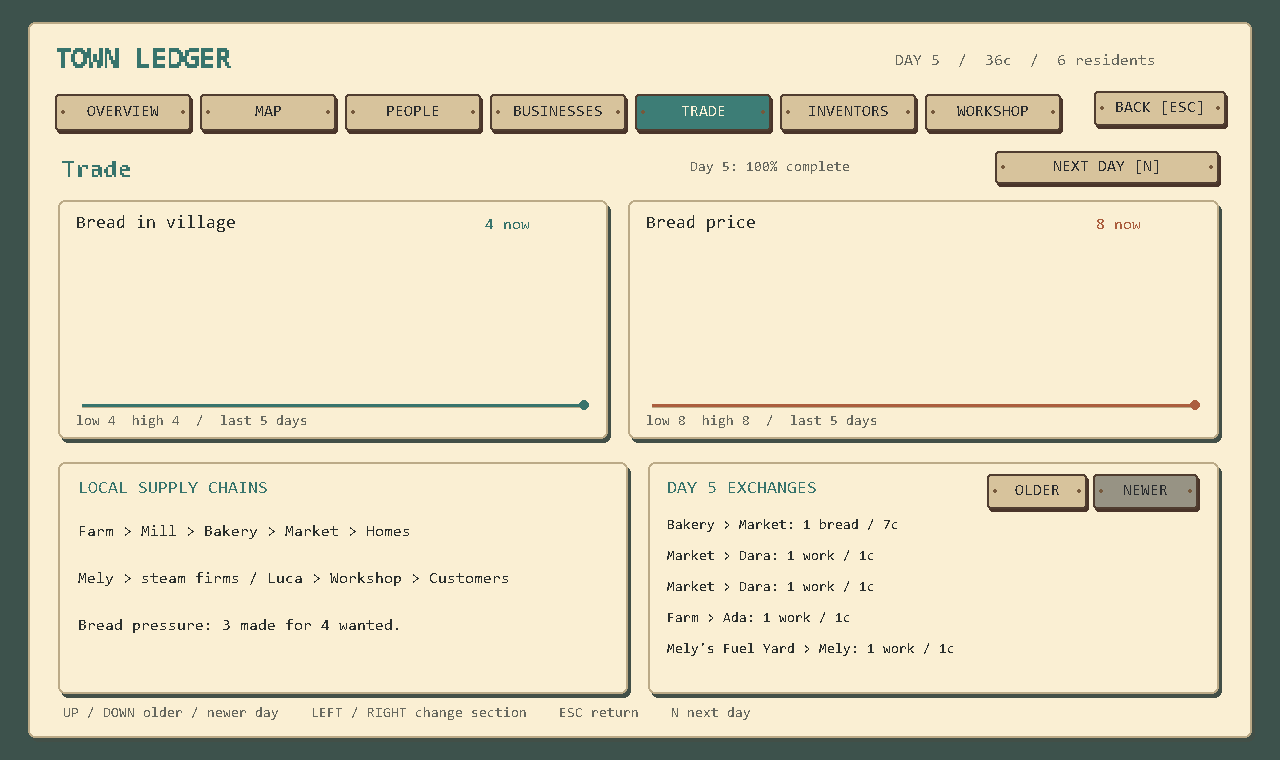 TOWN LEDGER
DAY 5 / 36c / 6 residents
OVERVIEW
MAP
PEOPLE
BUSINESSES
TRADE
INVENTORS
WORKSHOP
BACK [ESC]
Trade
Day 5: 100% complete
NEXT DAY [N]
Bread in village
4 now
low 4 high 4 / last 5 days
Bread price
8 now
low 8 high 8 / last 5 days
LOCAL SUPPLY CHAINS
Farm > Mill > Bakery > Market > Homes
Mely > steam firms / Luca > Workshop > Customers
Bread pressure: 3 made for 4 wanted.
DAY 5 EXCHANGES
OLDER
NEWER
Bakery > Market: 1 bread / 7c
Market > Dara: 1 work / 1c
Market > Dara: 1 work / 1c
Farm > Ada: 1 work / 1c
Mely's Fuel Yard > Mely: 1 work / 1c
UP / DOWN older / newer day LEFT / RIGHT change section ESC return N next day